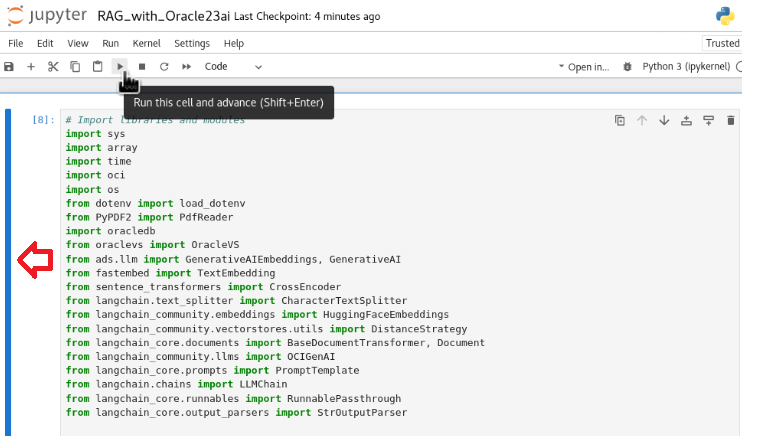 jupyter RAG_with_Oracle23ai Last Checkpoint: 4 minutes ago
File Edit View Run Kernel Settings Help Trusted
Code Open in... Python 3 (ipykernel)
Run this cell and advance (Shift+Enter)
[8]: # Import libraries and modules
import sys
import array
import time
import oci
import os
from dotenv import load_dotenv
from PyPDF2 import PdfReader
import oracledb
from oraclevs import OracleVS
from ads.llm import GenerativeAIEmbeddings, GenerativeAI
from fastembed import TextEmbedding
from sentence_transformers import CrossEncoder
from langchain.text_splitter import CharacterTextSplitter
from langchain_community.embeddings import HuggingFaceEmbeddings
from langchain_community.vectorstores.utils import DistanceStrategy
from langchain_core.documents import BaseDocumentTransformer, Document
from langchain_community.llms import OCIGenAI
from langchain_core.prompts import PromptTemplate
from langchain.chains import LLMChain
from langchain_core.runnables import RunnablePassthrough
from langchain_core.output_parsers import StrOutputParser